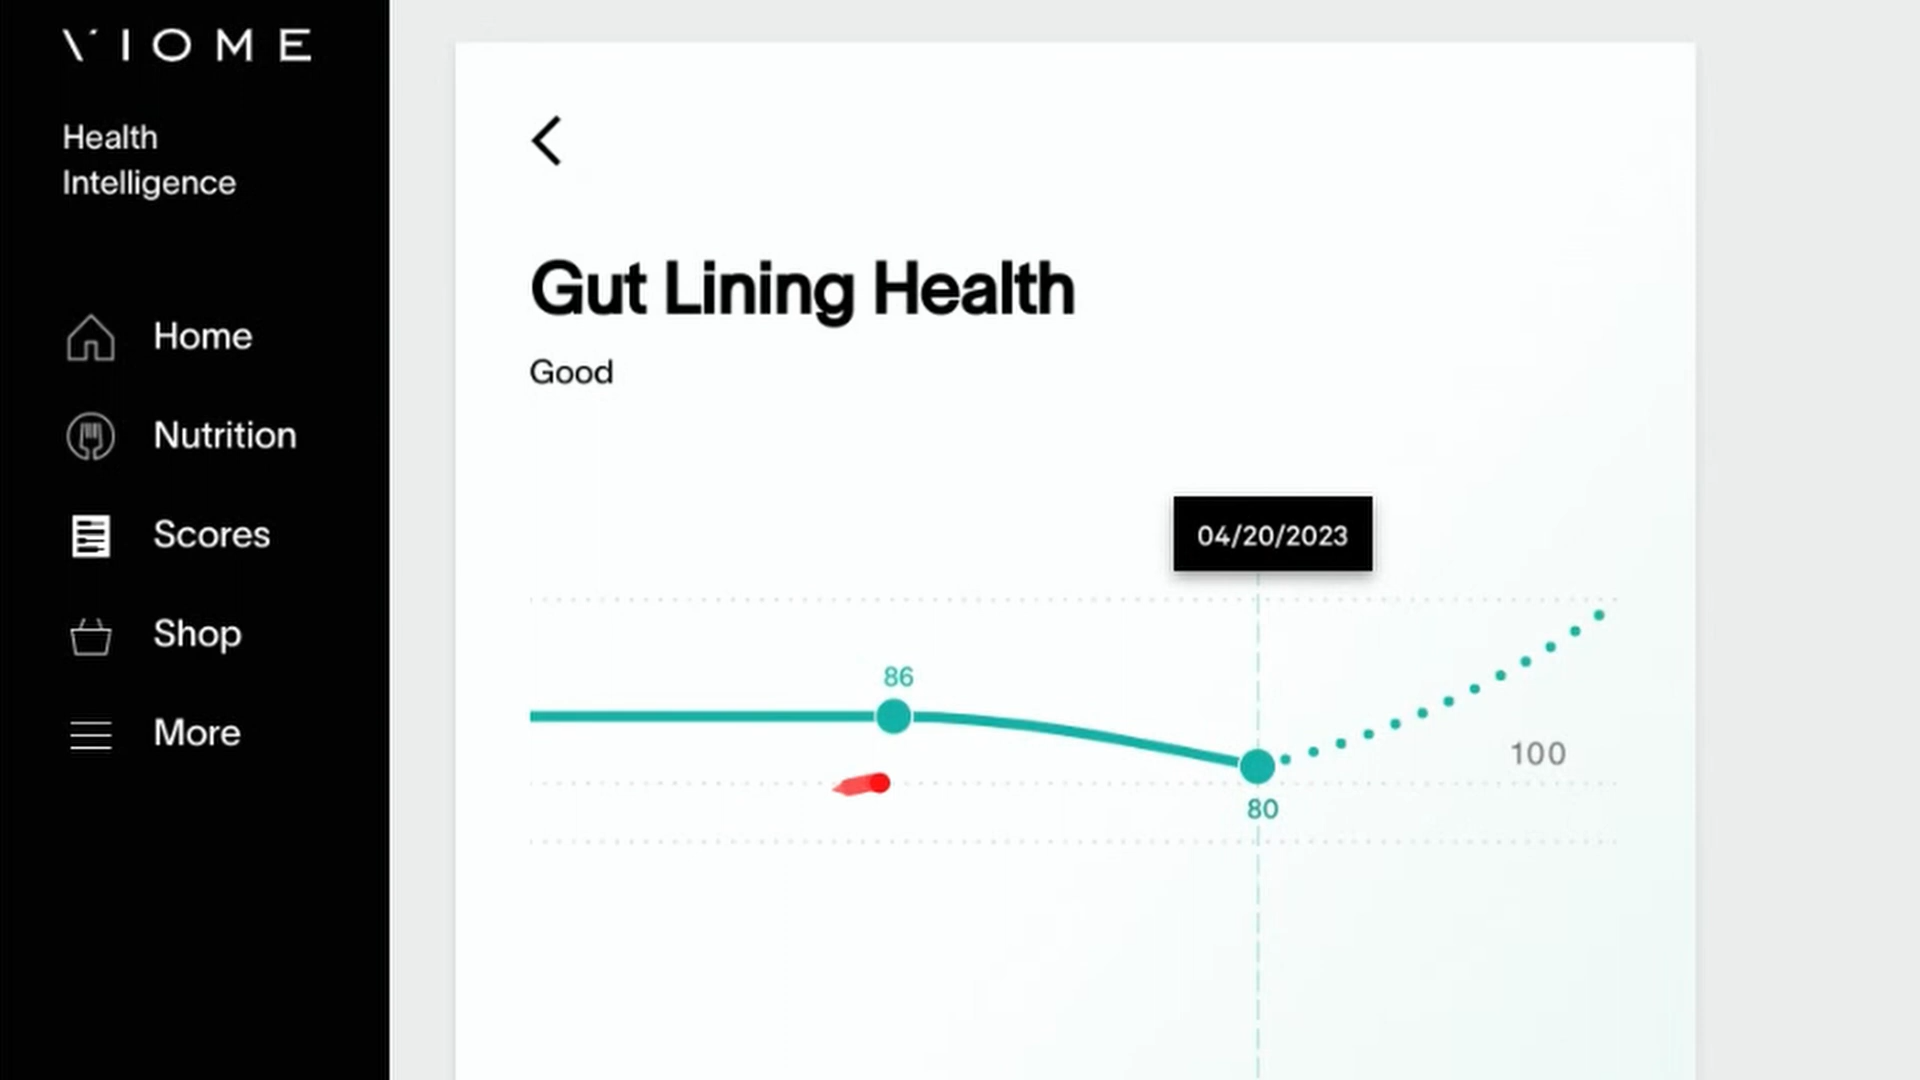 VIOME
Health
Intelligence
Home
Nutrition
Scores
Shop
More
Gut Lining Health
Good
04/20/2023
86
100
80